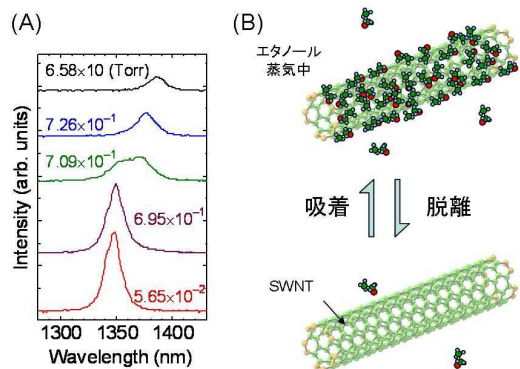 (A)
6.58×10 (Torr)
7.26×10⁻¹
7.09×10⁻¹
6.95×10⁻¹
5.65×10⁻²
Intensity (arb. units)
1300 1350 1400
Wavelength (nm)
(B)
エタノール
蒸気中
吸着
脱離
SWNT